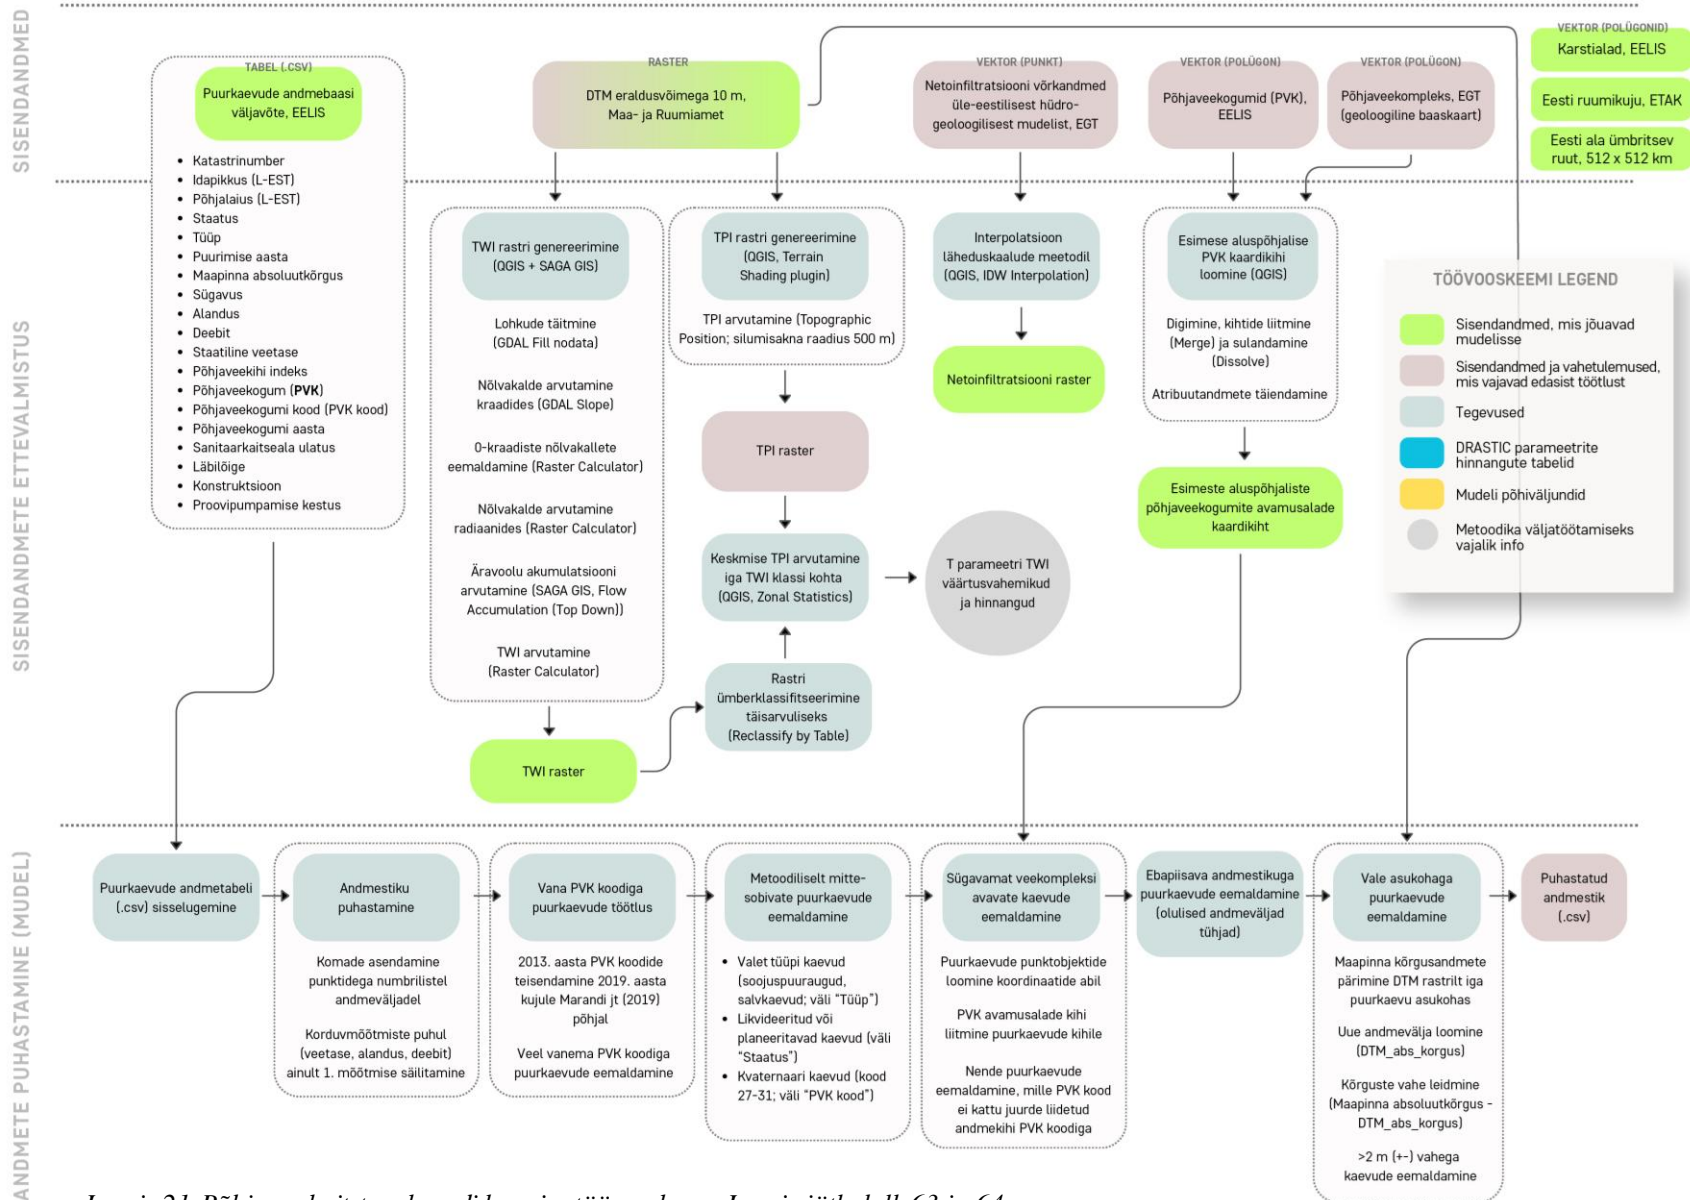 SISENDANDMED
TABEL (.CSV)
Puurkaevude andmebaasi
väljavõte, EELIS
• Katastrinumber
• Idapikkus (L-EST)
• Põhjalaius (L-EST)
• Staatus
• Tüüp
• Puurimise aasta
• Maapinna absoluutkõrgus
• Sügavus
• Alandus
• Deebit
• Staatiline veetase
• Põhjaveekihi indeks
• Põhjaveekogum (PVK)
• Põhjaveekogumi kood (PVK kood)
• Põhjaveekogumi aasta
• Sanitaarkaitseala ulatus
• Läbilõige
• Konstruktsioon
• Proovipumpamise kestus
RASTER
DTM eraldusvõimega 10 m,
Maa- ja Ruumiamet
VEKTOR (PUNKT)
Netoinfiltratsiooni võrkandmed
üle-eestilisest hüdro-
geoloogilisest mudelist, EGT
VEKTOR (POLÜGON)
Põhjaveekogumid (PVK),
EELIS
VEKTOR (POLÜGON)
Põhjaveekompleks, EGT
(geoloogiline baaskaart)
VEKTOR (POLÜGONID)
Karstialad, EELIS
Eesti ruumikuju, ETAK
Eesti ala ümbritsev
ruut, 512 x 512 km
SISENDANDMETE ETTEVALMISTUS
TWI rastri genereerimine
(QGIS + SAGA GIS)
Lohkude täitmine
(GDAL Fill nodata)
Nõlvakalde arvutamine
kraadides (GDAL Slope)
0-kraadiste nõlvakallete
eemaldamine (Raster Calculator)
Nõlvakalde arvutamine
radiaanides (Raster Calculator)
Äravoolu akumulatsiooni
arvutamine (SAGA GIS, Flow
Accumulation (Top Down))
TWI arvutamine
(Raster Calculator)
TWI raster
TPI rastri genereerimine
(QGIS, Terrain
Shading plugin)
TPI arvutamine (Topographic
Position; silumisakna raadius 500 m)
TPI raster
Keskmise TPI arvutamine
iga TWI klassi kohta
(QGIS, Zonal Statistics)
Rastri
ümberklassifitseerimine
täisarvuliseks
(Reclassify by Table)
T parameetri TWI
väärtusvahemikud
ja hinnangud
Interpolatsioon
läheduskaalude meetodil
(QGIS, IDW Interpolation)
Netoinfiltratsiooni raster
Esimese aluspõhjalise
PVK kaardikihi
loomine (QGIS)
Digimine, kihtide liitmine
(Merge) ja sulandamine
(Dissolve)
Atribuutandmete täiendamine
Esimeste aluspõhjaliste
põhjaveekogumite avamusalade
kaardikiht
TÖÖVOOSKEEMI LEGEND
Sisendandmed, mis jõuavad
mudelisse
Sisendandmed ja vahetulemused,
mis vajavad edasist töötlust
Tegevused
DRASTIC parameetrite
hinnangute tabelid
Mudeli põhiväljundid
Metoodika väljatöötamiseks
vajalik info
ANDMETE PUHASTAMINE (MUDEL)
Puurkaevude andmetabeli
(.csv) sisselugemine
Andmestiku
puhastamine
Komade asendamine
punktidega numbrilistel
andmeväljadel
Korduvmõõtmiste puhul
(veetase, alandus, deebit)
ainult 1. mõõtmise säilitamine
Vana PVK koodiga
puurkaevude töötlus
2013. aasta PVK koodide
teisendamine 2019. aasta
kujule Marandi jt (2019)
põhjal
Veel vanema PVK koodiga
puurkaevude eemaldamine
Metoodiliselt mitte-
sobivate puurkaevude
eemaldamine
• Valet tüüpi kaevud
(soojuspuuraugud,
salvkaevud; väli “Tüüp”)
• Likvideeritud või
planeeritavad kaevud (väli
“Staatus”)
• Kvaternaari kaevud (kood
27-31; väli “PVK kood”)
Sügavamat veekompleksi
avavate kaevude
eemaldamine
Puurkaevude punktobjektide
loomine koordinaatide abil
PVK avamusalade kihi
liitmine puurkaevude kihile
Nende puurkaevude
eemaldamine, mille PVK kood
ei kattu juurde liidetud
andmekihi PVK koodiga
Ebapiisava andmestikuga
puurkaevude eemaldamine
(olulised andmeväljad
tühjad)
Vale asukohaga
puurkaevude
eemaldamine
Maapinna kõrgusandmete
pärimine DTM rastrilt iga
puurkaevu asukohas
Uue andmevälja loomine
(DTM_abs_korgus)
Kõrguste vahe leidmine
(Maapinna absoluutkõrgus -
DTM_abs_korgus)
>2 m (+-) vahega
kaevude eemaldamine
Puhastatud
andmestik
(.csv)